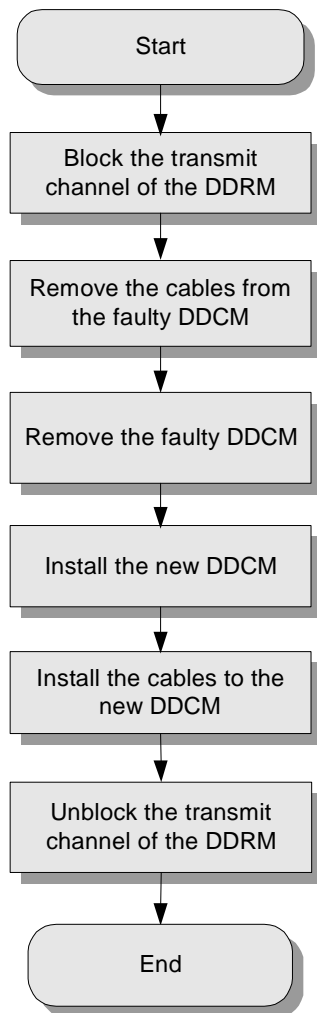 Start
Block the transmit
channel of the DDRM
Remove the cables from
the faulty DDCM
Remove the faulty DDCM
Install the new DDCM
Install the cables to the
new DDCM
Unblock the transmit
channel of the DDRM
End